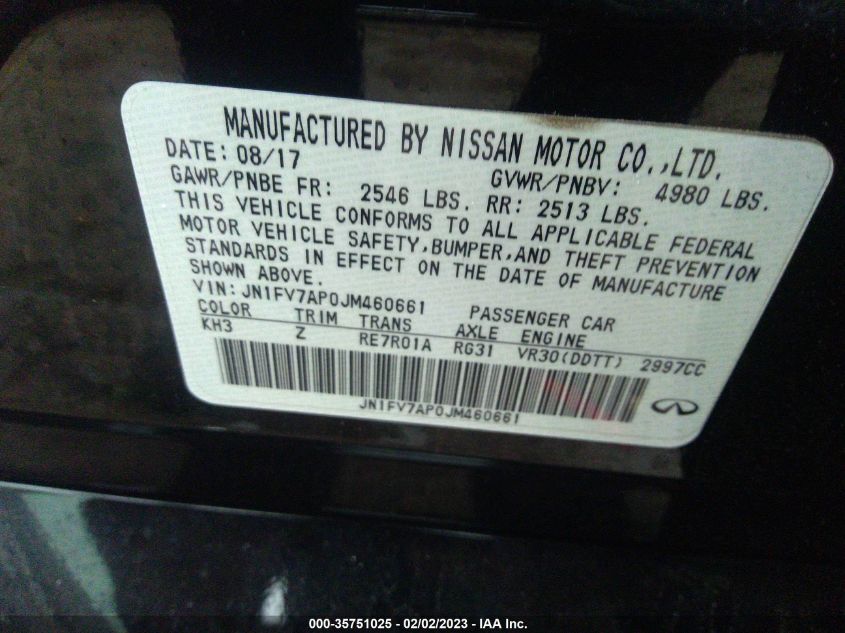 MANUFACTURED BY NISSAN MOTOR CO.,LTD.
DATE: 08/17 GVWR/PNBV: 4980 LBS.
GAWR/PNBE FR: 2546 LBS. RR: 2513 LBS.
THIS VEHICLE CONFORMS TO ALL APPLICABLE FEDERAL
MOTOR VEHICLE SAFETY,BUMPER,AND THEFT PREVENTION
STANDARDS IN EFFECT ON THE DATE OF MANUFACTURE
SHOWN ABOVE.
VIN: JN1FV7AP0JM460661 PASSENGER CAR
COLOR TRIM TRANS AXLE ENGINE
KH3 Z RE7R01A RG31 VR30(DDTT) 2997CC
JN1FV7AP0JM460661
000-35751025 - 02/02/2023 - IAA Inc.